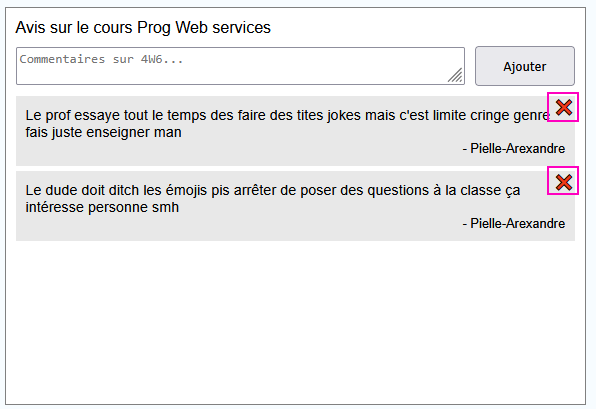 Avis sur le cours Prog Web services
Commentaires sur 4W6...
Ajouter
Le prof essaye tout le temps des faire des tites jokes mais c'est limite cringe genre
fais juste enseigner man
- Pielle-Arexandre
Le dude doit ditch les émojis pis arrêter de poser des questions à la classe ça
intéresse personne smh
- Pielle-Arexandre